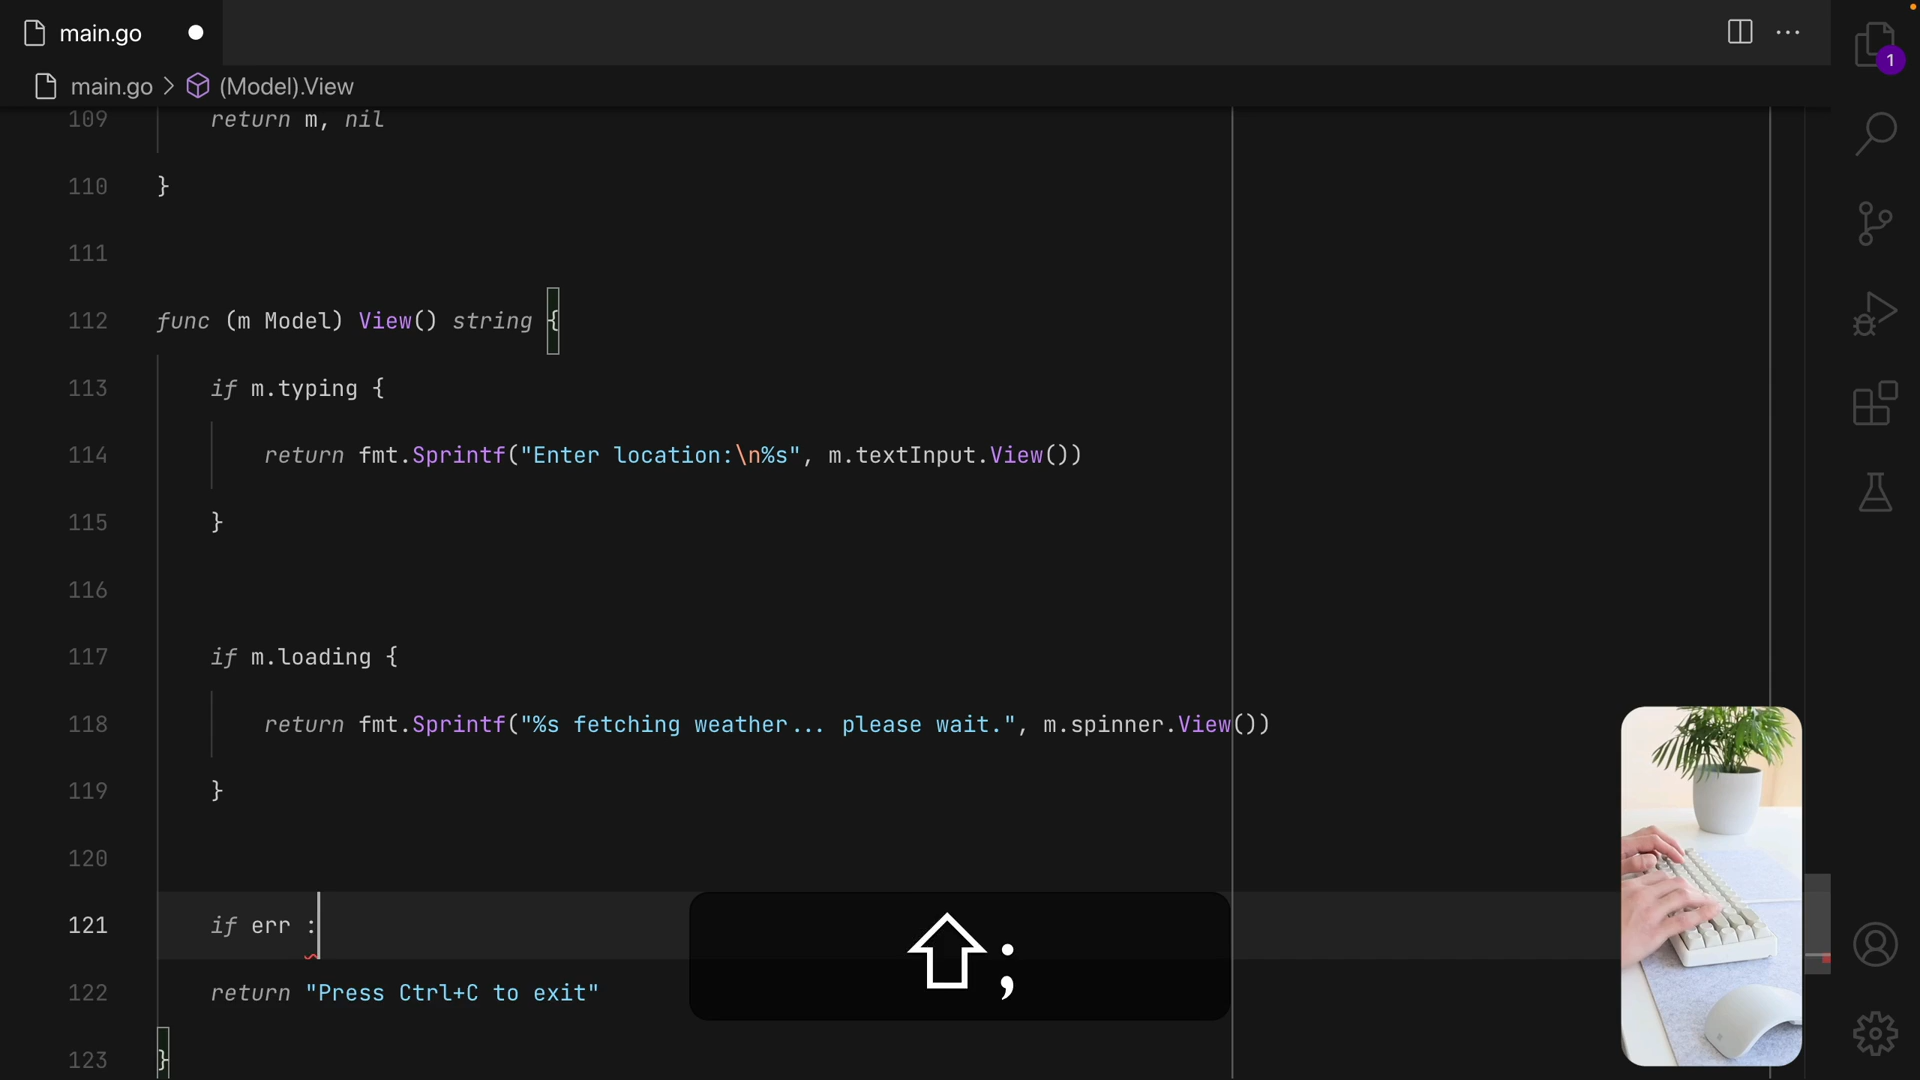 main.go
main.go > (Model).View
1
109 return m, nil
110 }
111
112 func (m Model) View() string {
113 if m.typing {
114 return fmt.Sprintf("Enter location:\n%s", m.textInput.View())
115 }
116
117 if m.loading {
118 return fmt.Sprintf("%s fetching weather... please wait.", m.spinner.View())
119 }
120
121 if err :
122 return "Press Ctrl+C to exit"
123 }
⇧;